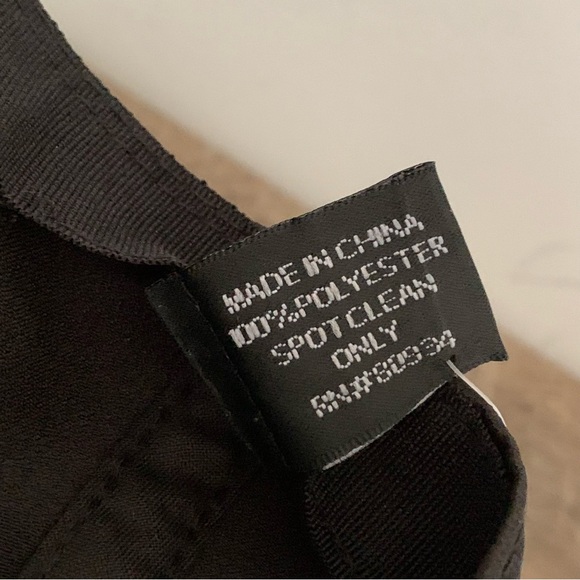 MADE IN CHINA
100%POLYESTER
SPOT CLEAN
ONLY
RN#80934